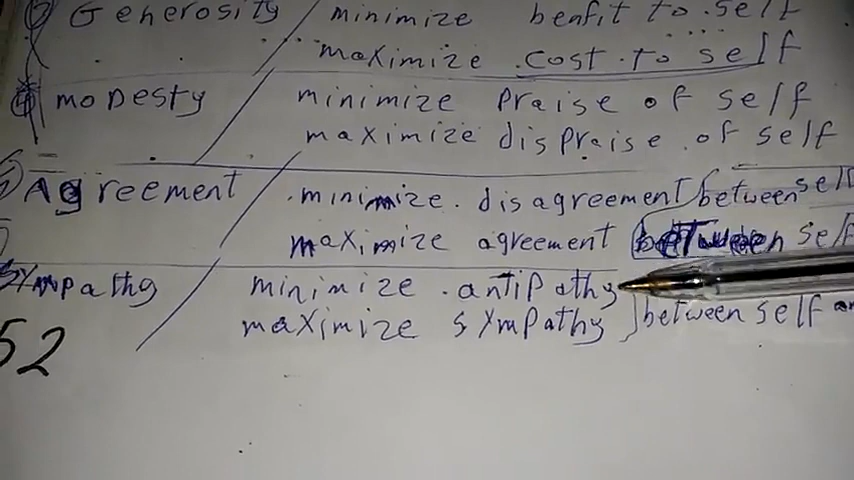 Generosity / minimize benfit to self
maximize cost to self
modesty / minimize Praise of self
maximize dispraise of self
Agreement / minimize disagreement between self
maximize agreement between self
Sympathy / minimize antipathy
maximize sympathy } between self
52